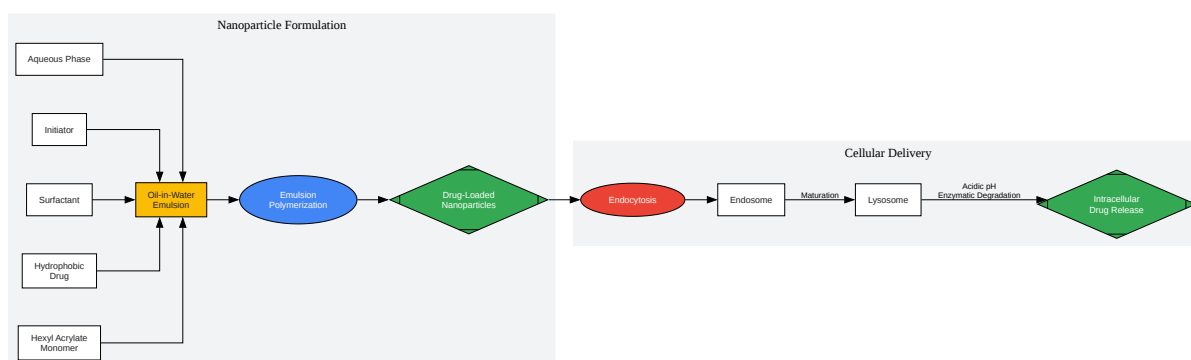 Nanoparticle Formulation
Aqueous Phase
Initiator
Surfactant
Hydrophobic
Drug
Hexyl Acrylate
Monomer
Oil-in-Water
Emulsion
Emulsion
Polymerization
Drug-Loaded
Nanoparticles
Cellular Delivery
Endocytosis
Endosome
Maturation
Lysosome
Acidic pH
Enzymatic Degradation
Intracellular
Drug Release